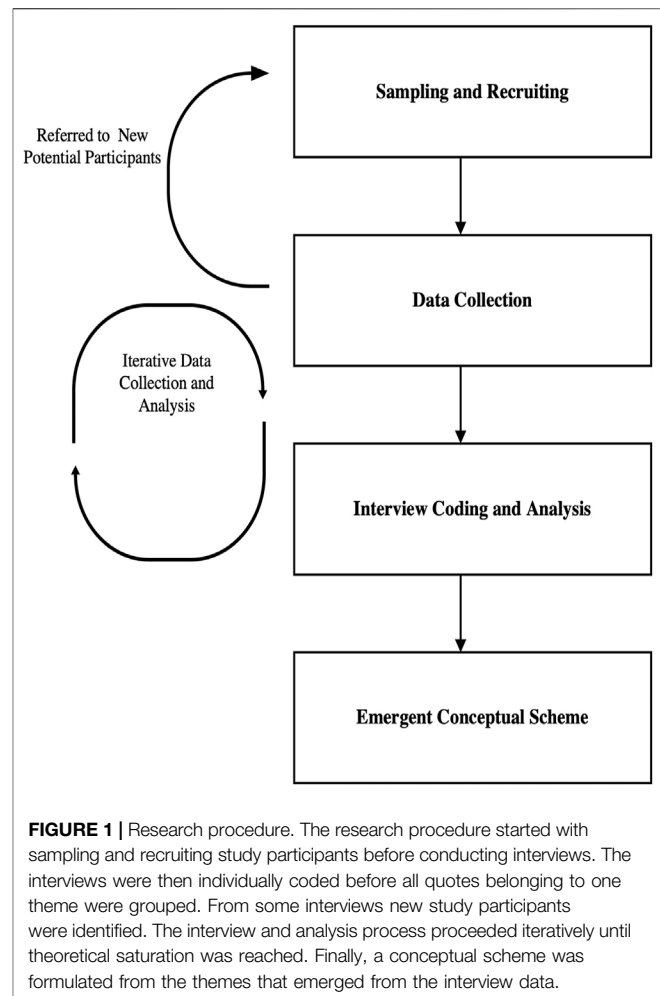 Sampling and Recruiting
Referred to New
Potential Participants
Data Collection
Iterative Data
Collection and
Analysis
Interview Coding and Analysis
Emergent Conceptual Scheme
FIGURE 1 | Research procedure. The research procedure started with
sampling and recruiting study participants before conducting interviews. The
interviews were then individually coded before all quotes belonging to one
theme were grouped. From some interviews new study participants
were identified. The interview and analysis process proceeded iteratively until
theoretical saturation was reached. Finally, a conceptual scheme was
formulated from the themes that emerged from the interview data.